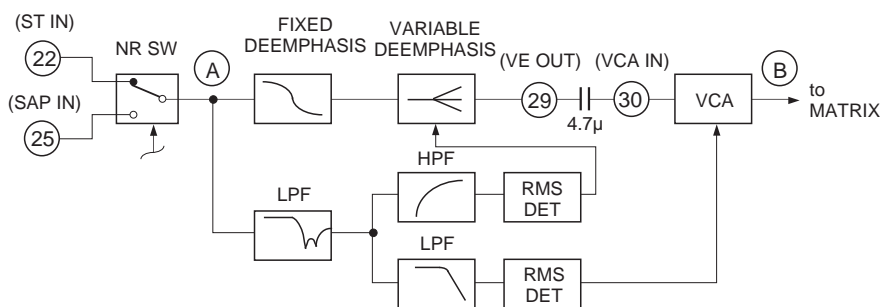 (ST IN)
22
NR SW
(SAP IN)
25
A
FIXED
DEEMPHASIS
VARIABLE
DEEMPHASIS
(VE OUT)
29
4.7µ
(VCA IN)
30
VCA
B
to
MATRIX
LPF
HPF
RMS
DET
LPF
RMS
DET